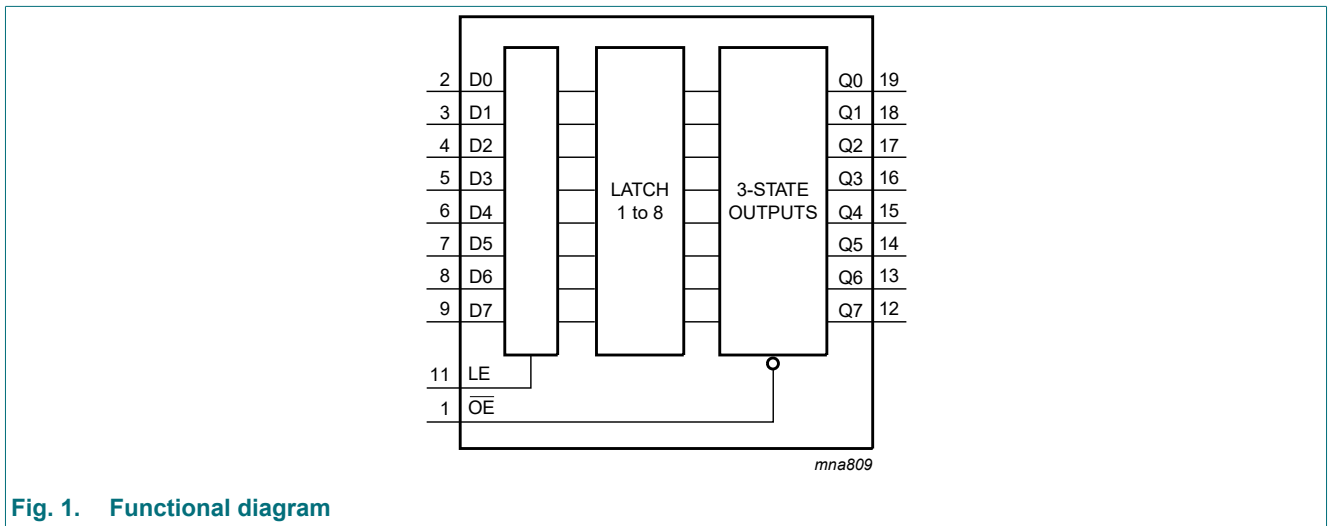 2 D0 Q0 19
3 D1 Q1 18
4 D2 Q2 17
5 D3 Q3 16
6 D4 Q4 15
7 D5 Q5 14
8 D6 Q6 13
9 D7 Q7 12
LATCH
1 to 8
3-STATE
OUTPUTS
11 LE
1 O̅E̅
mna809
Fig. 1. Functional diagram